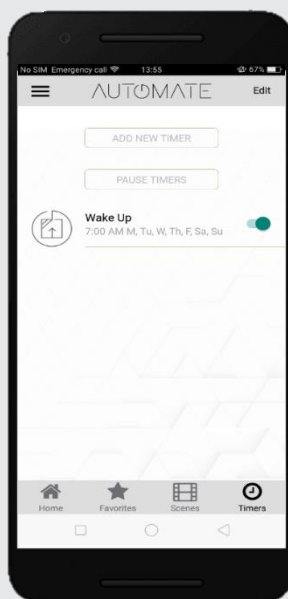 No SIM Emergency call 13:55 67%
AUTOMATE Edit
ADD NEW TIMER
PAUSE TIMERS
Wake Up
7:00 AM M, Tu, W, Th, F, Sa, Su
Home Favorites Scenes Timers